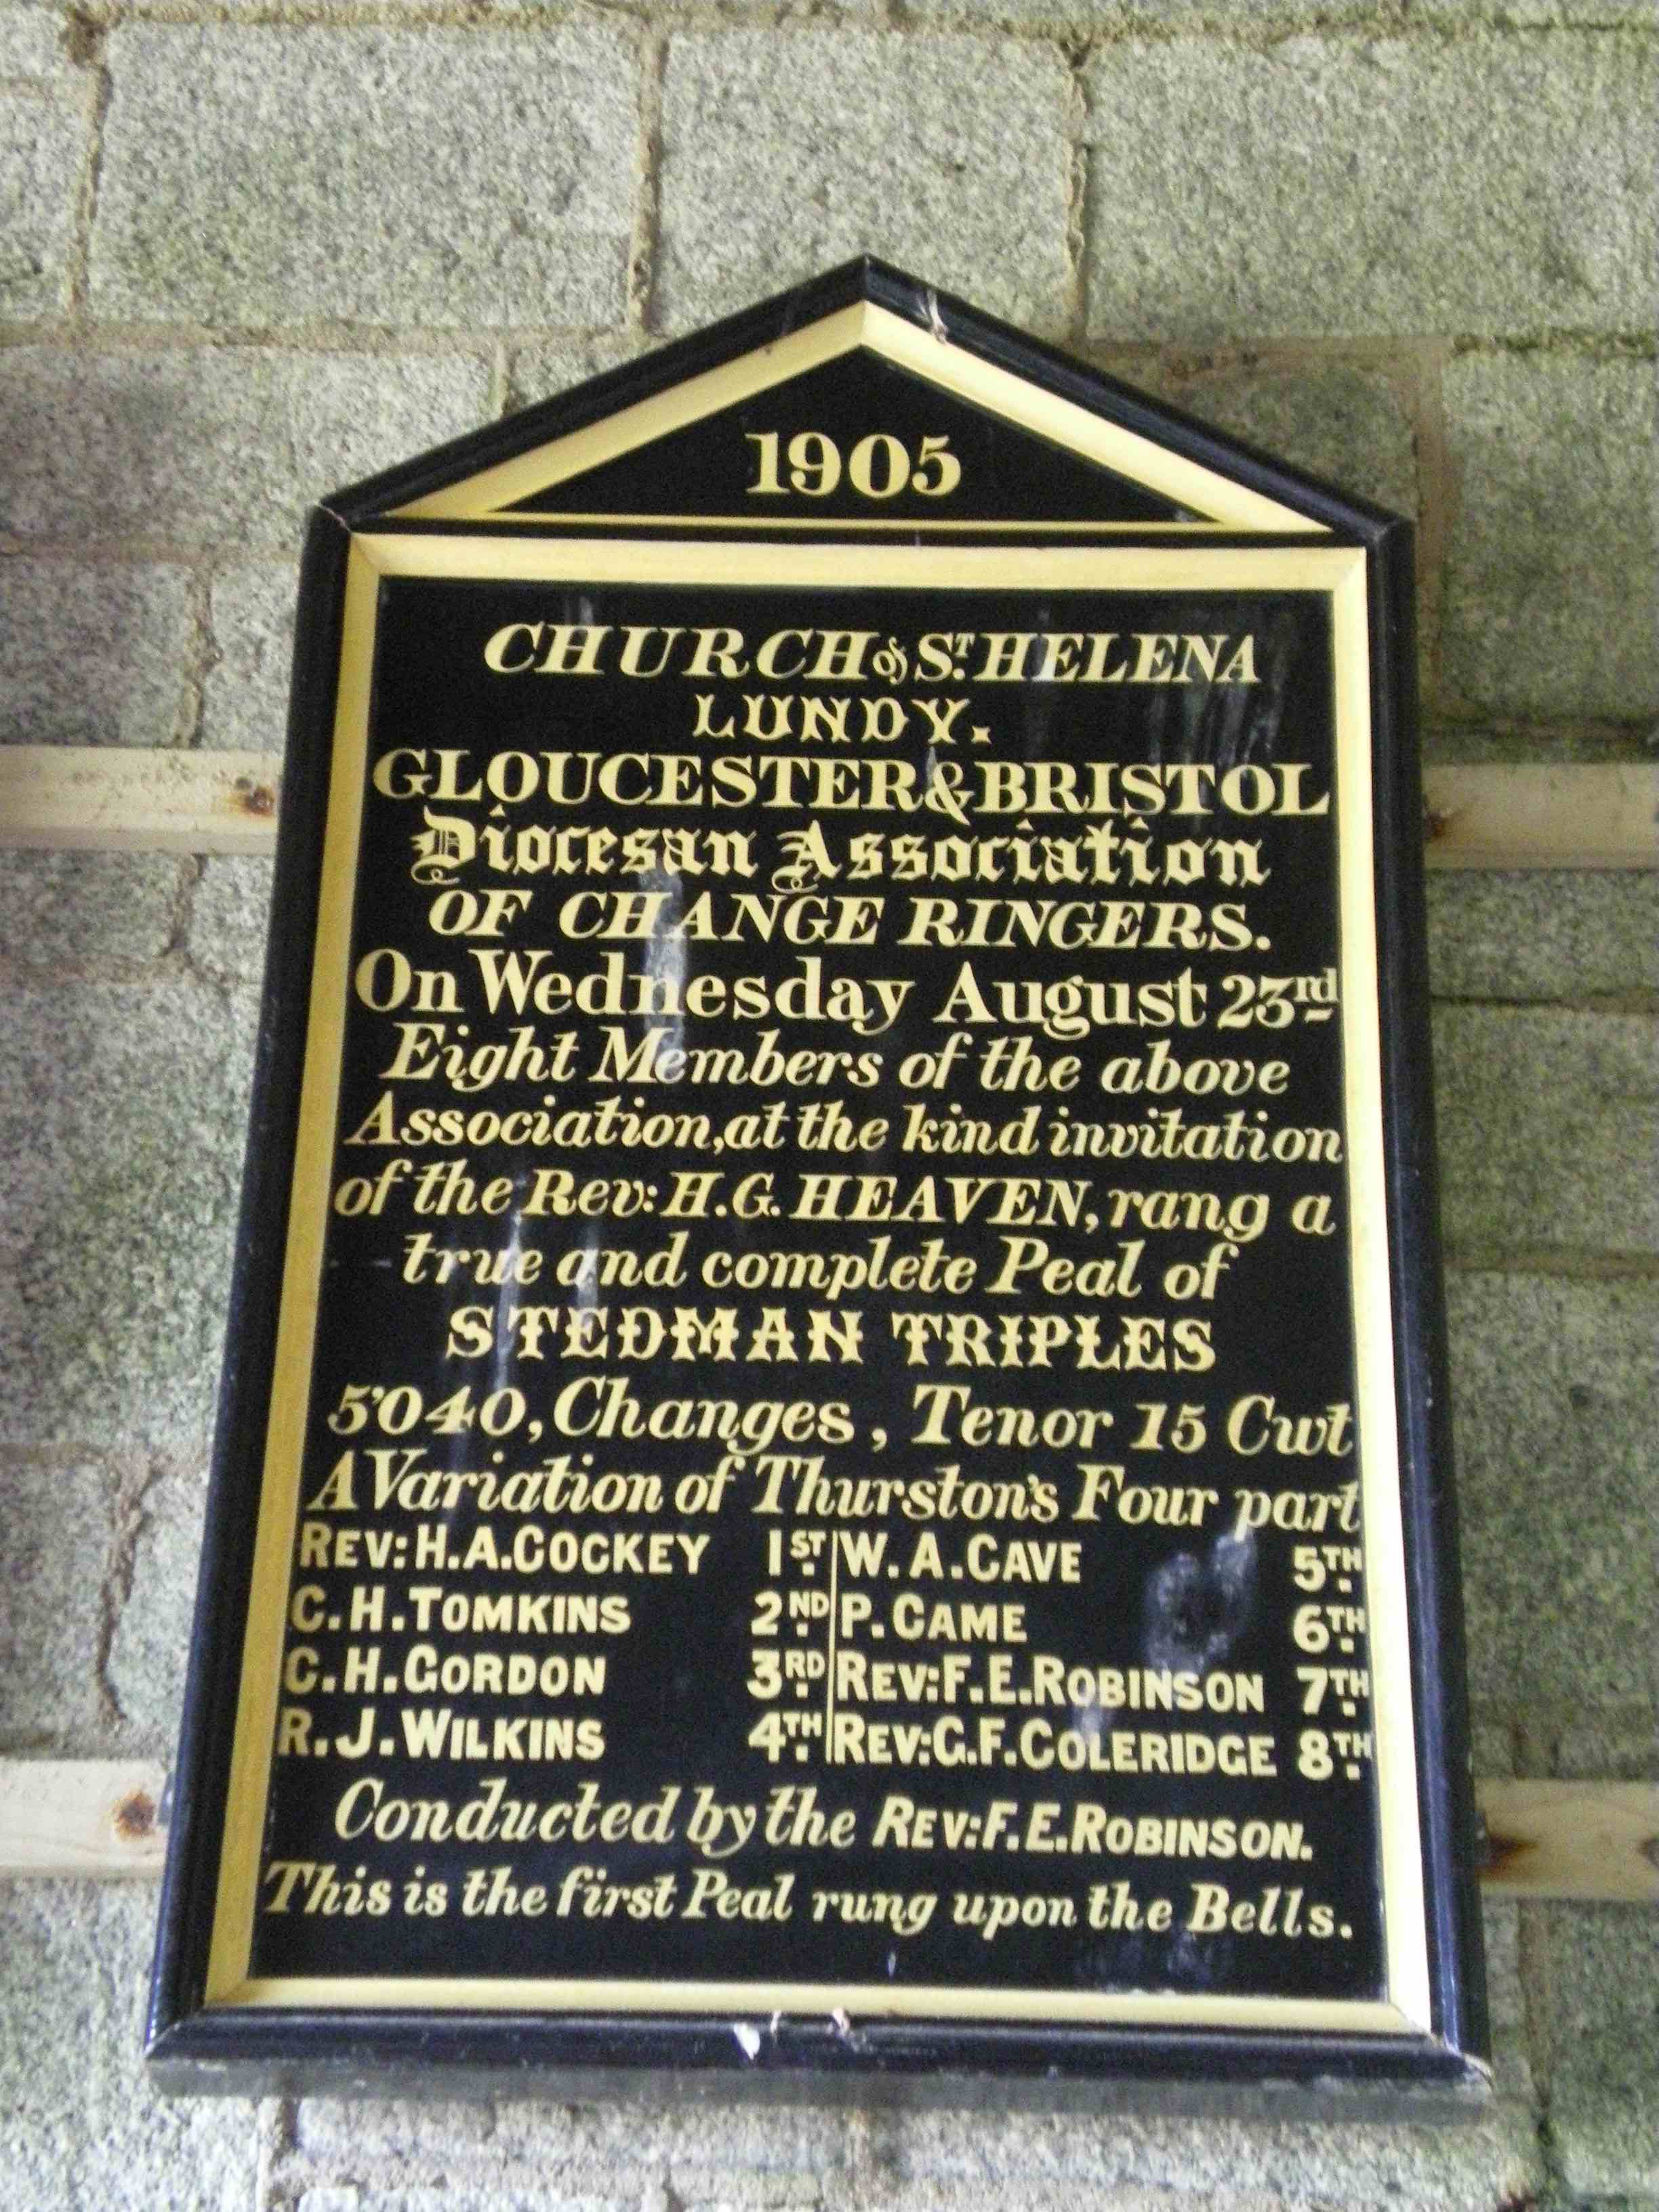 1905
CHURCH of ST. HELENA
LUNDY.
GLOUCESTER & BRISTOL
Diocesan Association
OF CHANGE RINGERS.
On Wednesday August 23rd
Eight Members of the above
Association, at the kind invitation
of the Rev: H.G. HEAVEN, rang a
true and complete Peal of
STEDMAN TRIPLES
5'040, Changes, Tenor 15 Cwt
A Variation of Thurston's Four part
REV: H.A. COCKEY 1ST W. A. CAVE 5TH
C. H. TOMKINS 2ND P. CAME 6TH
C. H. GORDON 3RD REV: F. E. ROBINSON 7TH
R. J. WILKINS 4TH REV: G. F. COLERIDGE 8TH
Conducted by the REV: F. E. ROBINSON.
This is the first Peal rung upon the Bells.